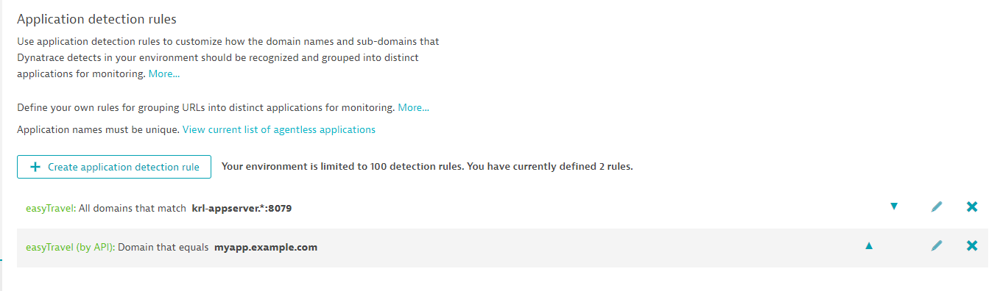 Application detection rules
Use application detection rules to customize how the domain names and sub-domains that
Dynatrace detects in your environment should be recognized and grouped into distinct
applications for monitoring. More...
Define your own rules for grouping URLs into distinct applications for monitoring. More...
Application names must be unique. View current list of agentless applications
Create application detection rule Your environment is limited to 100 detection rules. You have currently defined 2 rules.
easyTravel: All domains that match krl-appserver.*:8079
easyTravel (by API): Domain that equals myapp.example.com